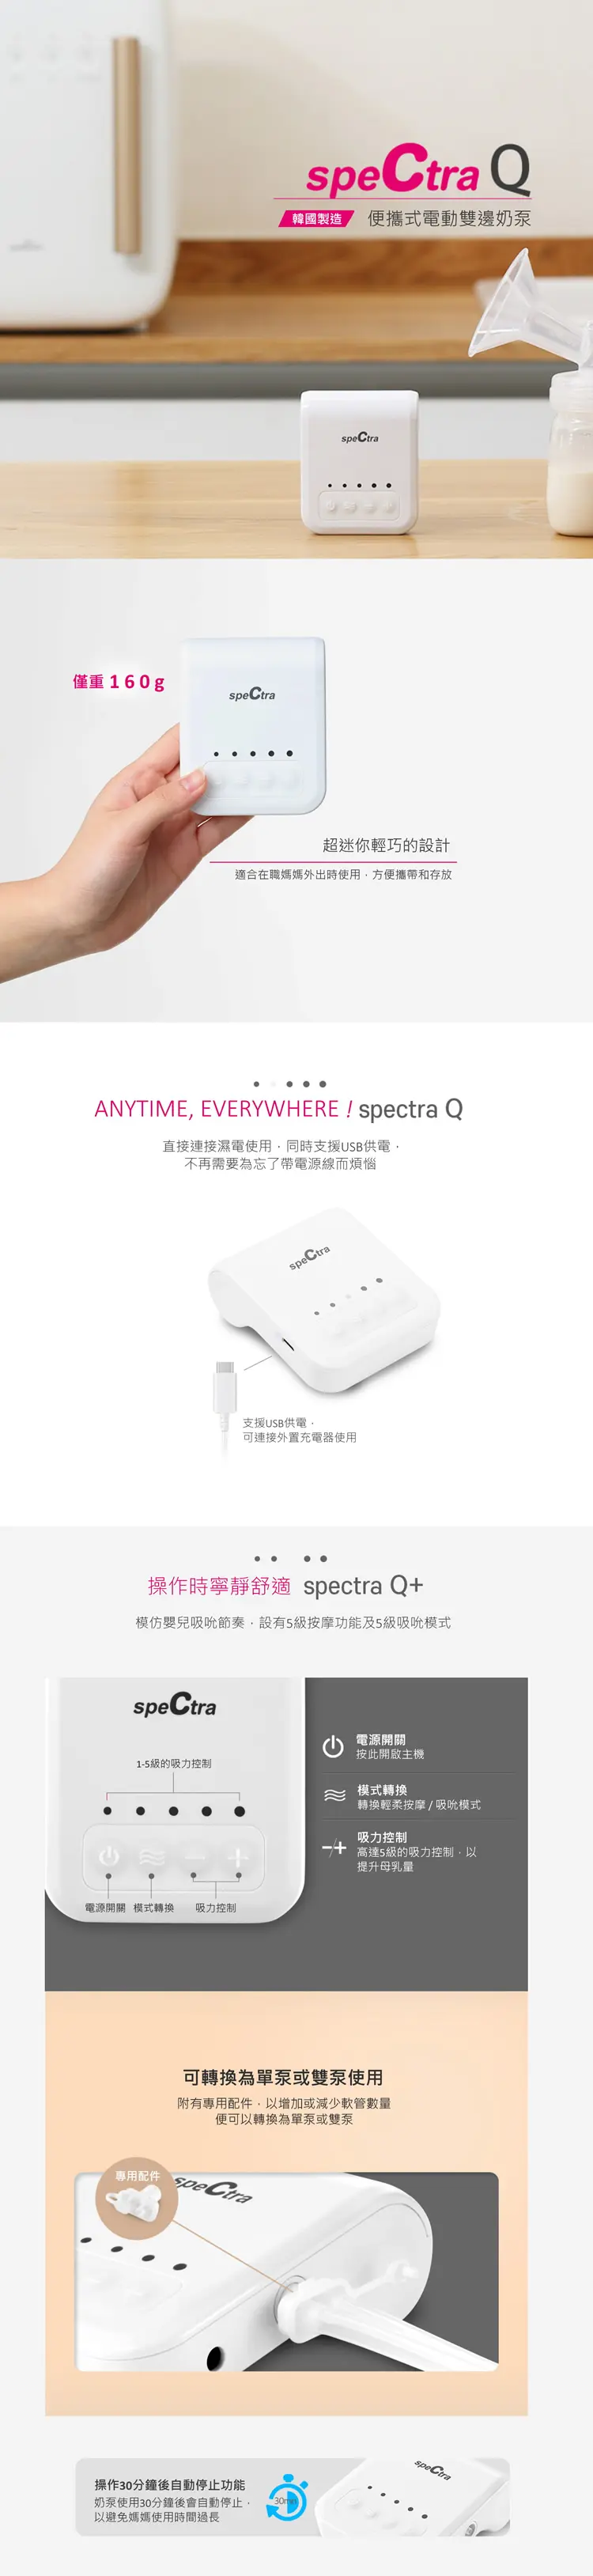 speCtra Q
韓國製造 便攜式電動雙邊奶泵
speCtra
僅重160g
speCtra
超迷你輕巧的設計
適合在職媽媽外出時使用，方便攜帶和存放
ANYTIME, EVERYWHERE ! spectra Q
直接連接濕電使用，同時支援USB供電，
不再需要為忘了帶電源線而煩惱
speCtra
支援USB供電，
可連接外置充電器使用
操作時寧靜舒適 spectra Q+
模仿嬰兒吸吮節奏，設有5級按摩功能及5級吸吮模式
speCtra
1-5級的吸力控制
電源開關 模式轉換 吸力控制
電源開關
按此開啟主機
模式轉換
轉換輕柔按摩 / 吸吮模式
吸力控制
高達5級的吸力控制，以
提升母乳量
可轉換為單泵或雙泵使用
附有專用配件，以增加或減少軟管數量
便可以轉換為單泵或雙泵
專用配件
speCtra
操作30分鐘後自動停止功能
奶泵使用30分鐘後會自動停止，
以避免媽媽使用時間過長
30min
speCtra